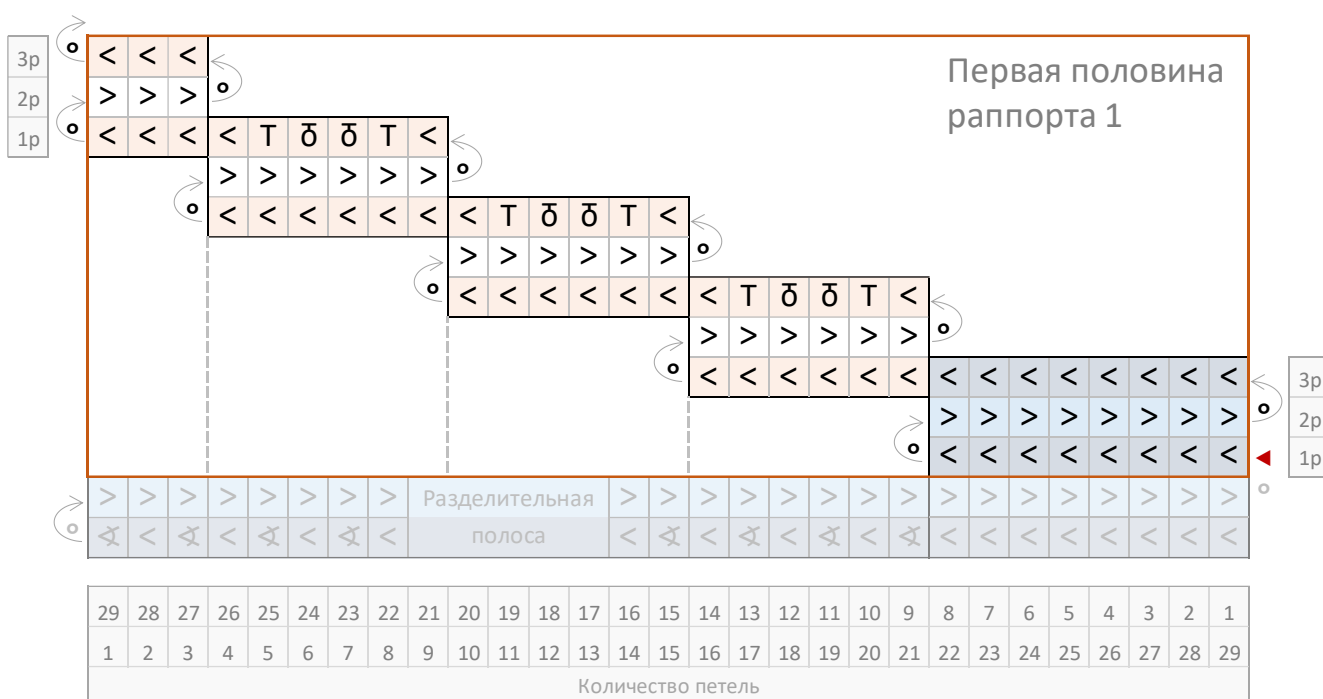 Первая половина
раппорта 1
3р < < <
2р > > > o
1р < < < < T ō ō T <
> > > > > > o
o < < < < < < < T ō ō T <
> > > > > > o
o < < < < < < < T ō ō T <
> > > > > > o
o < < < < < < < < < < < < < < 3р
> > > > > > > > o 2р
o < < < < < < < < 1р
> > > > > > > > Разделительная > > > > > > > > > > > > > > > > o
o ∢ < ∢ < ∢ < ∢ < полоса < ∢ < ∢ < ∢ < ∢ < < < < < < < <
29 28 27 26 25 24 23 22 21 20 19 18 17 16 15 14 13 12 11 10 9 8 7 6 5 4 3 2 1
1 2 3 4 5 6 7 8 9 10 11 12 13 14 15 16 17 18 19 20 21 22 23 24 25 26 27 28 29
Количество петель